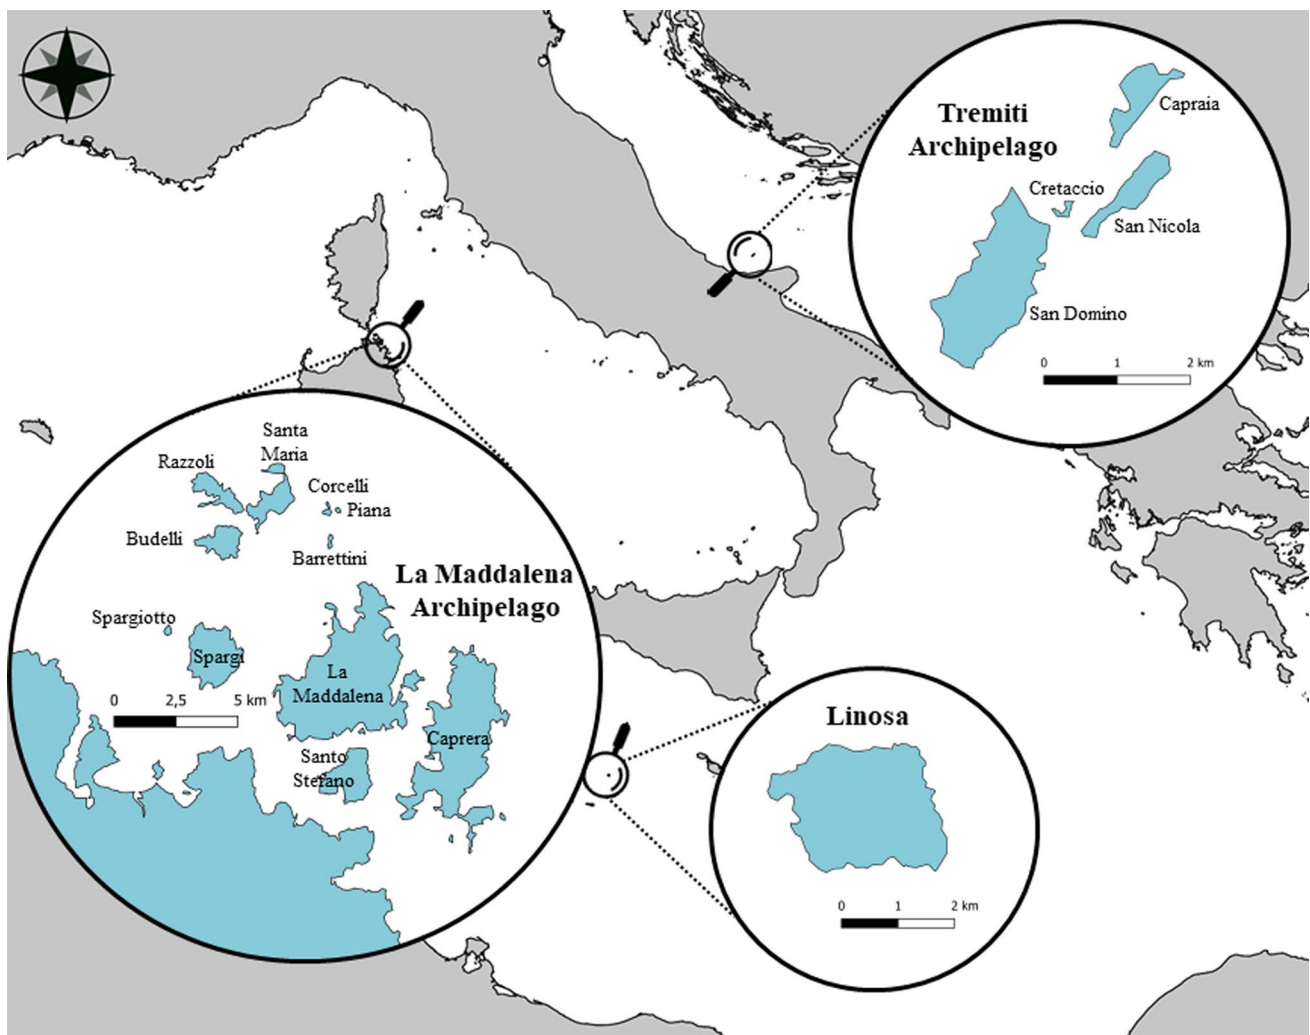 Tremiti
Archipelago
Capraia
Cretaccio
San Nicola
San Domino
0 1 2 km
Santa
Maria
Razzoli
Corcelli
Piana
Budelli
Barrettini
La Maddalena
Archipelago
Spargiotto
Spargi
La
Maddalena
0 2,5 5 km
Caprera
Santo
Stefano
Linosa
0 1 2 km